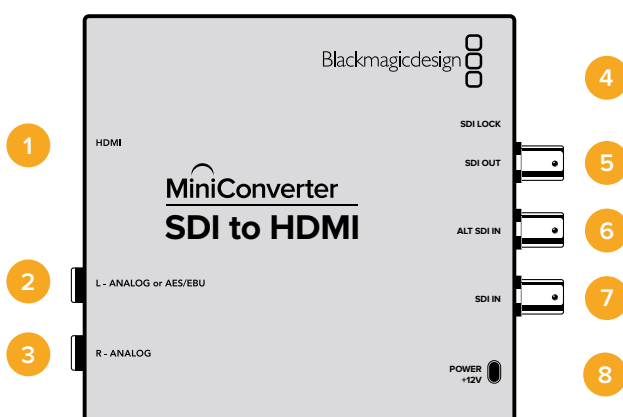 Blackmagicdesign
4
SDI LOCK
1
HDMI
SDI OUT
5
MiniConverter
SDI to HDMI
ALT SDI IN
6
2
L - ANALOG or AES/EBU
SDI IN
7
3
R - ANALOG
POWER
+12V
8